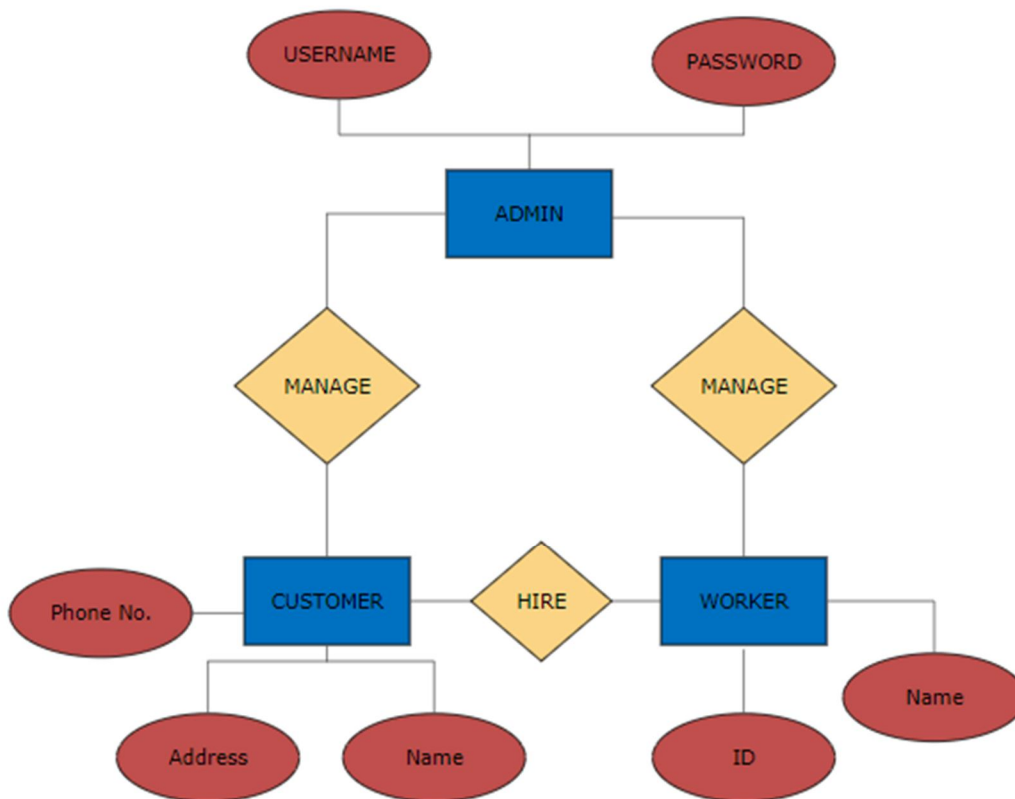 USERNAME
PASSWORD
ADMIN
MANAGE
MANAGE
CUSTOMER
HIRE
WORKER
Phone No.
Name
Address
Name
ID